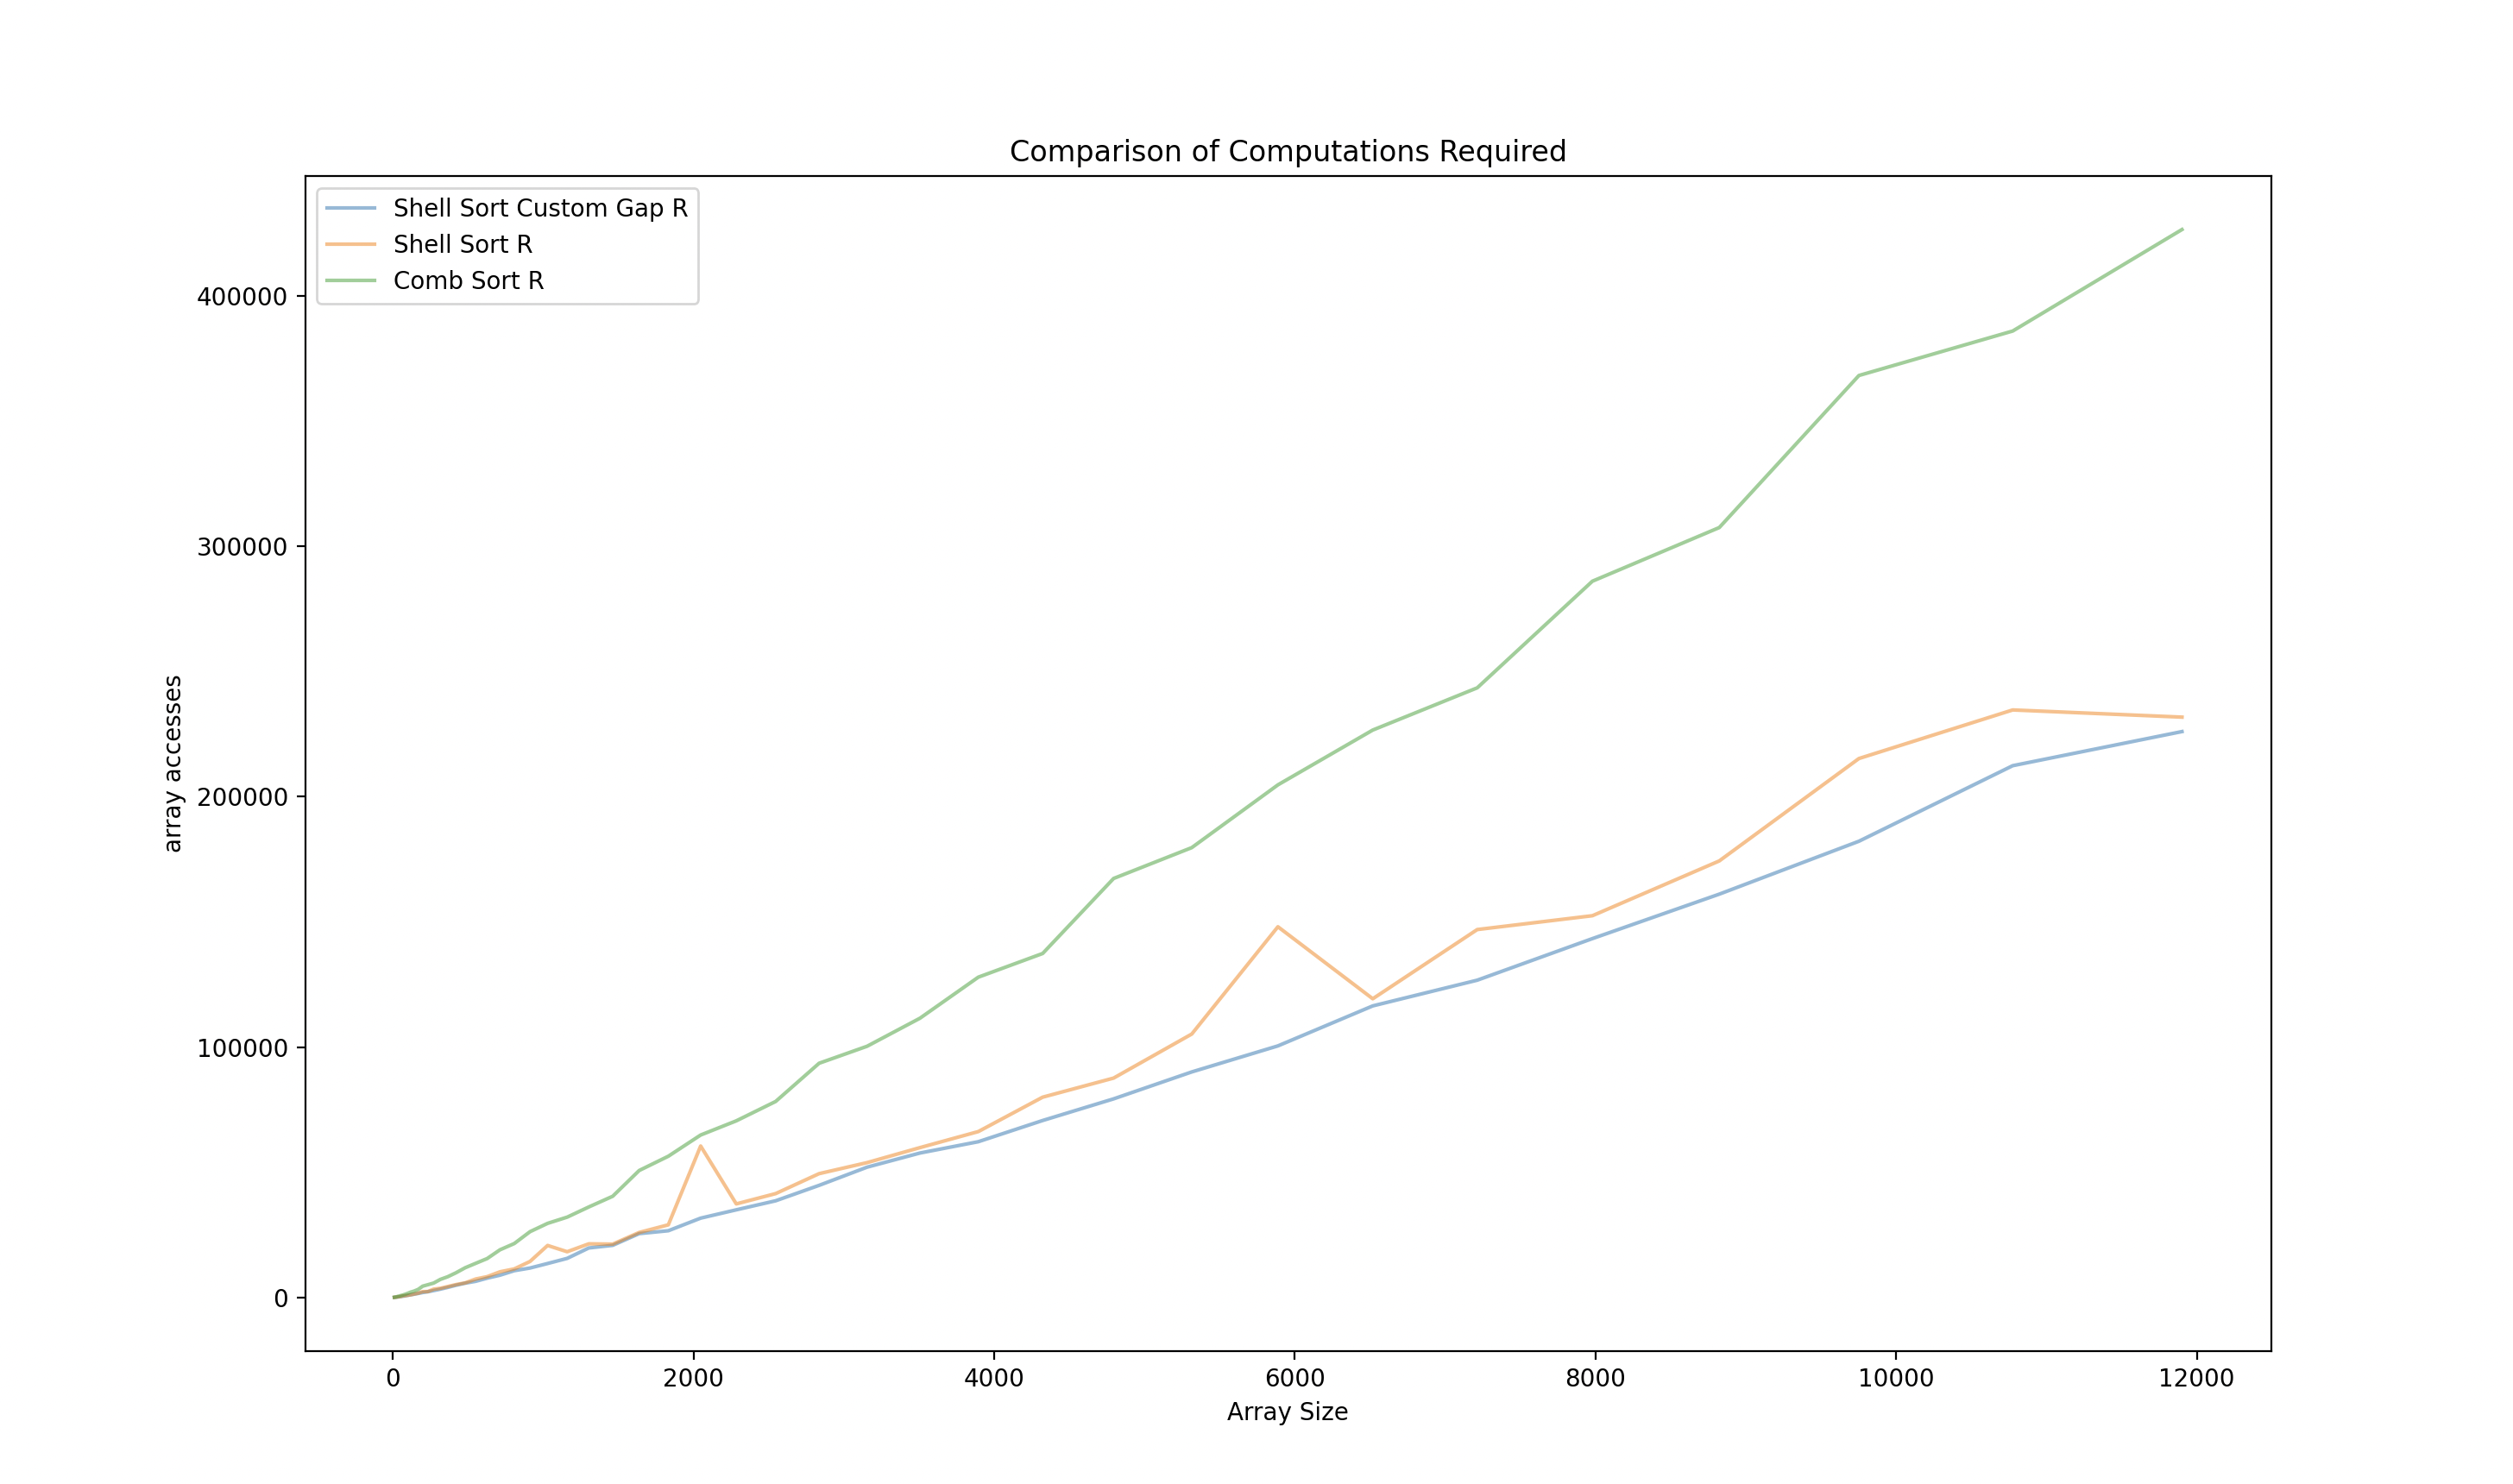 Comparison of Computations Required
Shell Sort Custom Gap R
Shell Sort R
Comb Sort R
400000
300000
200000
100000
0
array accesses
0 2000 4000 6000 8000 10000 12000
Array Size